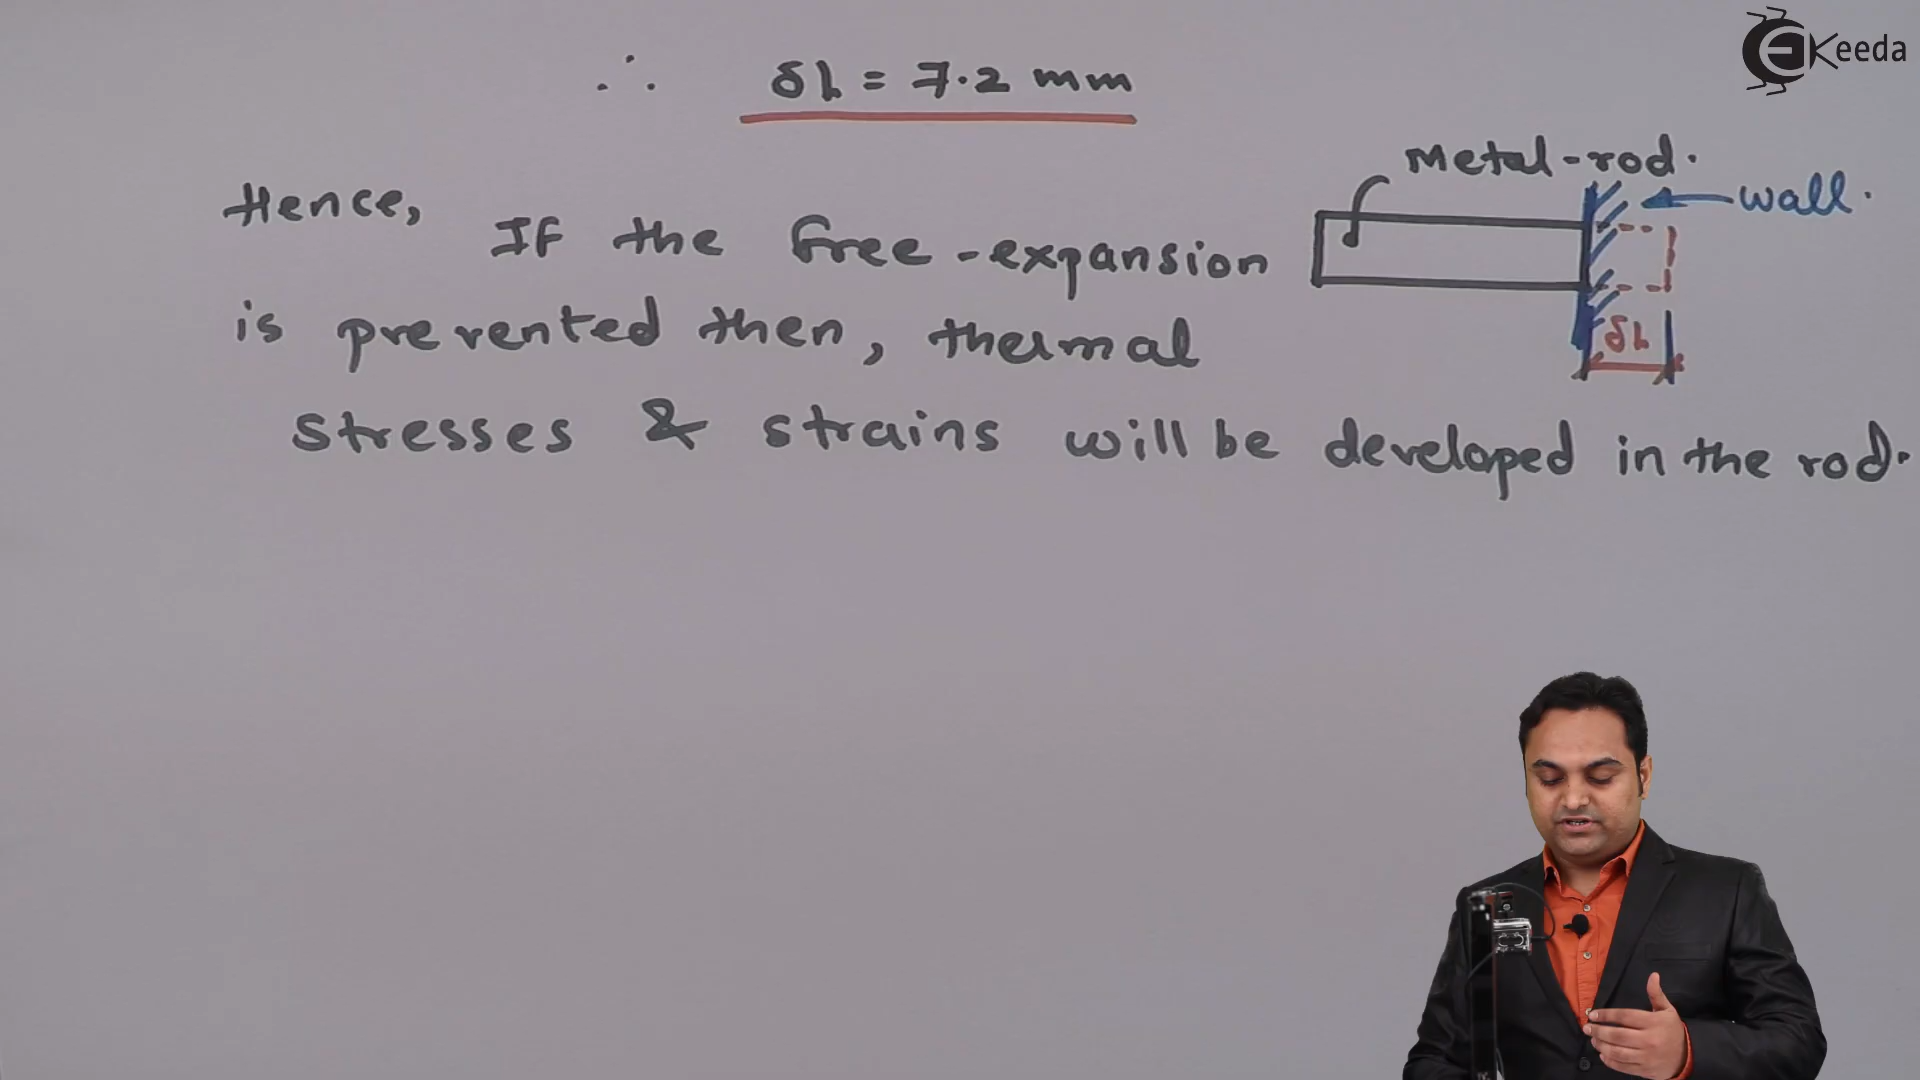 Ekeeda
∴ δL = 7.2 mm
Metal-rod.
wall.
Hence, If the free-expansion
is prevented then, thermal
δL
stresses & strains will be developed in the rod.